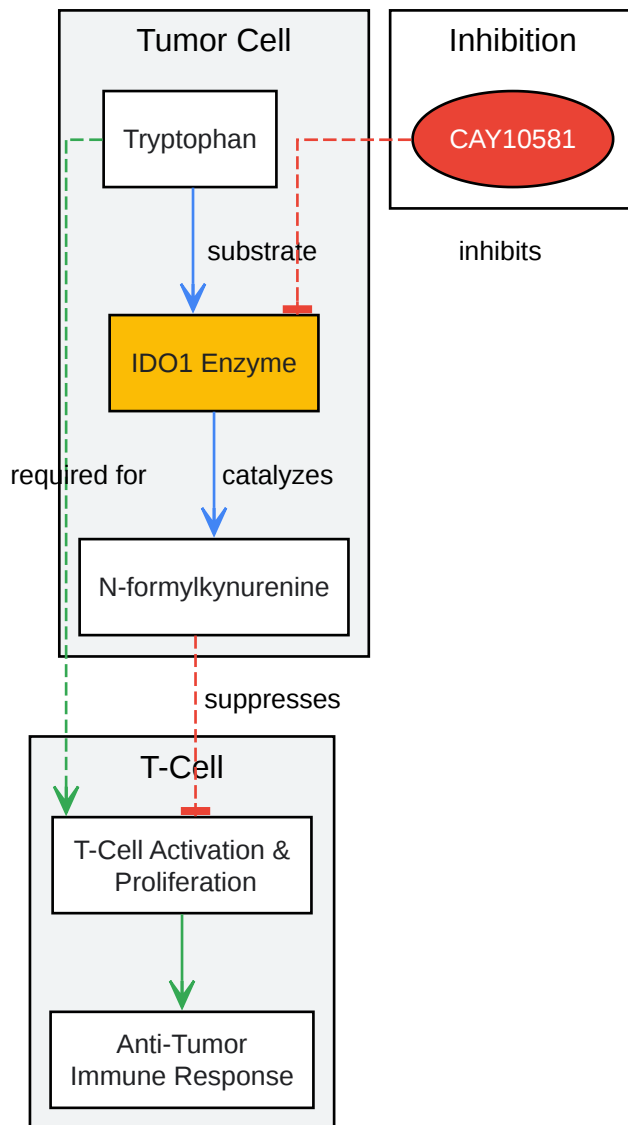 Tumor Cell
Inhibition
Tryptophan
CAY10581
substrate
inhibits
IDO1 Enzyme
required for
catalyzes
N-formylkynurenine
suppresses
T-Cell
T-Cell Activation &
Proliferation
Anti-Tumor
Immune Response